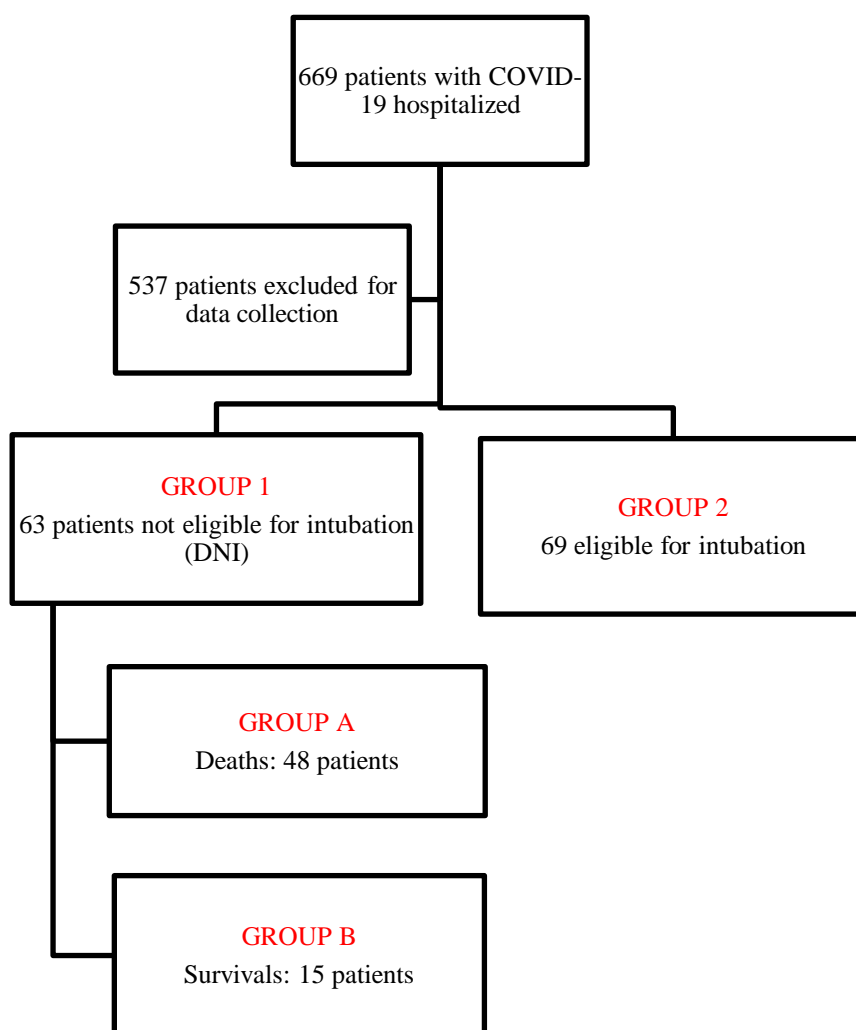 669 patients with COVID-
19 hospitalized
537 patients excluded for
data collection
GROUP 1
63 patients not eligible for intubation
(DNI)
GROUP 2
69 eligible for intubation
GROUP A
Deaths: 48 patients
GROUP B
Survivals: 15 patients